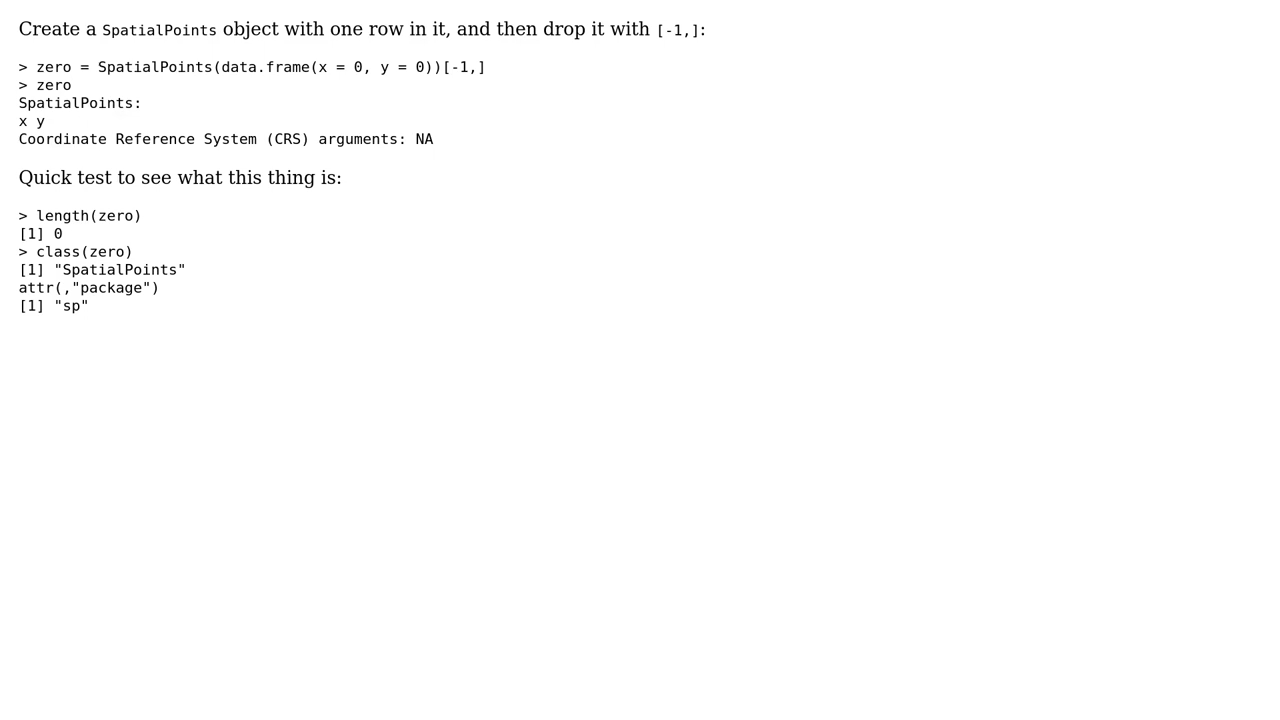 Create a SpatialPoints object with one row in it, and then drop it with [-1,]:
> zero = SpatialPoints(data.frame(x = 0, y = 0))[-1,]
> zero
SpatialPoints:
x y
Coordinate Reference System (CRS) arguments: NA
Quick test to see what this thing is:
> length(zero)
[1] 0
> class(zero)
[1] "SpatialPoints"
attr(,"package")
[1] "sp"